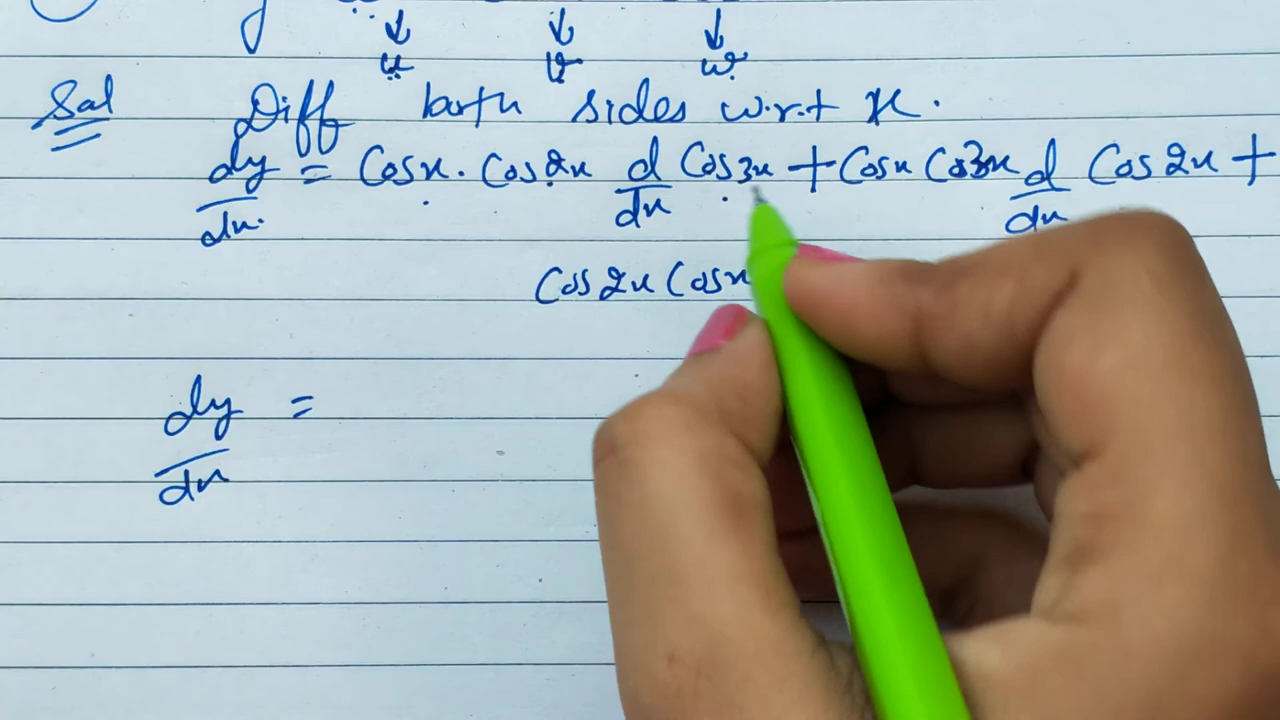 y
↓ ↓ ↓
u v w
Sol Diff both sides w.r.t x.
dy/dx = Cosx . Cos2x d/dx Cos3x + Cosx Cos3x d/dx Cos2x +
Cos2x Cosx
dy/dx =